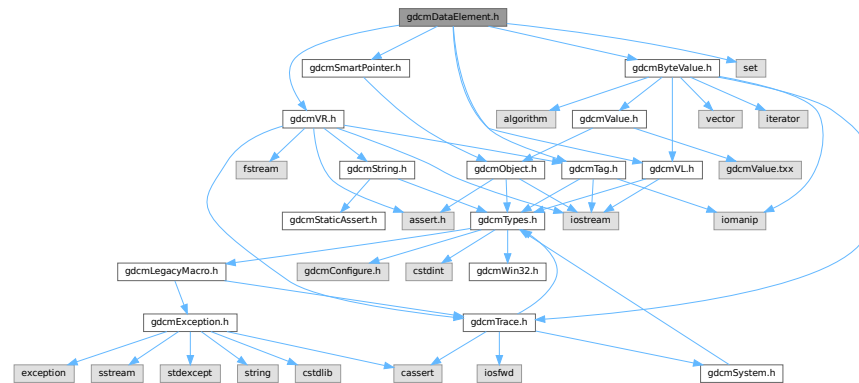 gdcmDataElement.h
gdcmSmartPointer.h
gdcmByteValue.h
set
gdcmVR.h
algorithm
gdcmValue.h
vector
iterator
fstream
gdcmString.h
gdcmObject.h
gdcmTag.h
gdcmVL.h
gdcmValue.txx
gdcmStaticAssert.h
assert.h
gdcmTypes.h
iostream
iomanip
gdcmLegacyMacro.h
gdcmConfigure.h
cstdint
gdcmWin32.h
gdcmException.h
gdcmTrace.h
exception
sstream
stdexcept
string
cstdlib
cassert
iosfwd
gdcmSystem.h